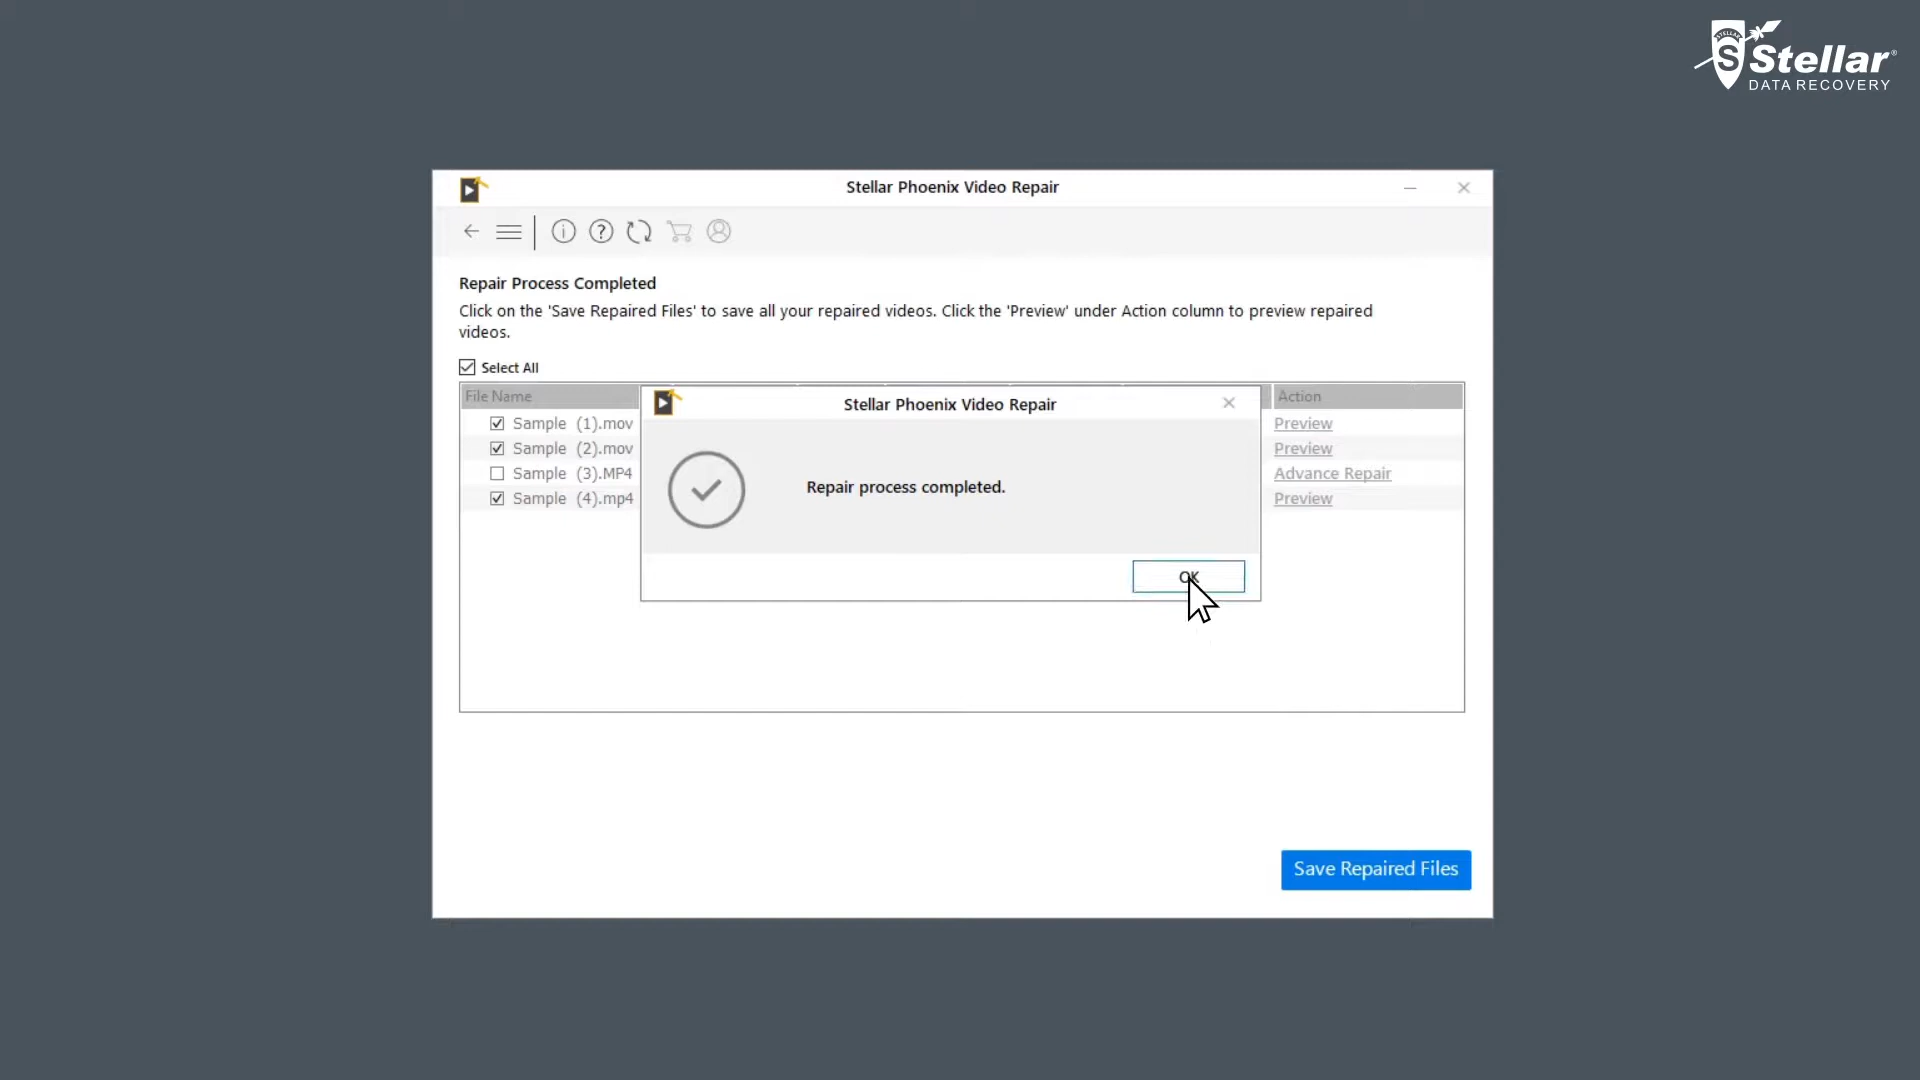 Stellar®
DATA RECOVERY
Stellar Phoenix Video Repair
Repair Process Completed
Click on the 'Save Repaired Files' to save all your repaired videos. Click the 'Preview' under Action column to preview repaired
videos.
Select All
File Name
Action
Sample (1).mov
Preview
Sample (2).mov
Preview
Sample (3).MP4
Advance Repair
Sample (4).mp4
Preview
Stellar Phoenix Video Repair
Repair process completed.
OK
Save Repaired Files